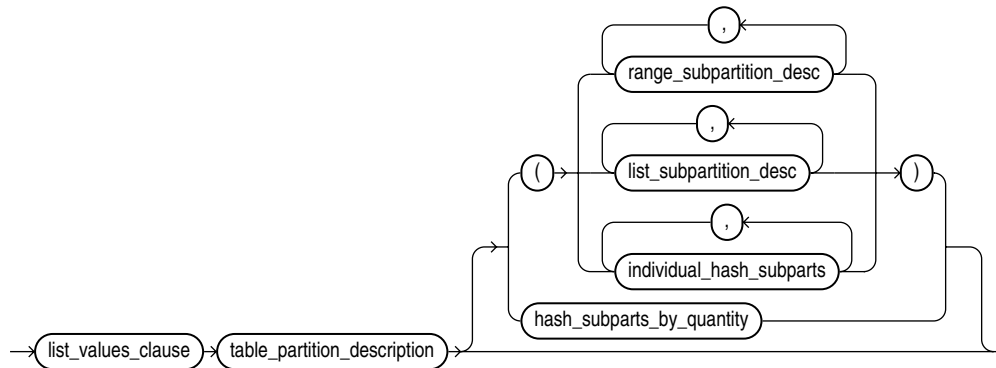 ,
range_subpartition_desc
,
( list_subpartition_desc )
,
individual_hash_subparts
hash_subparts_by_quantity
list_values_clause table_partition_description